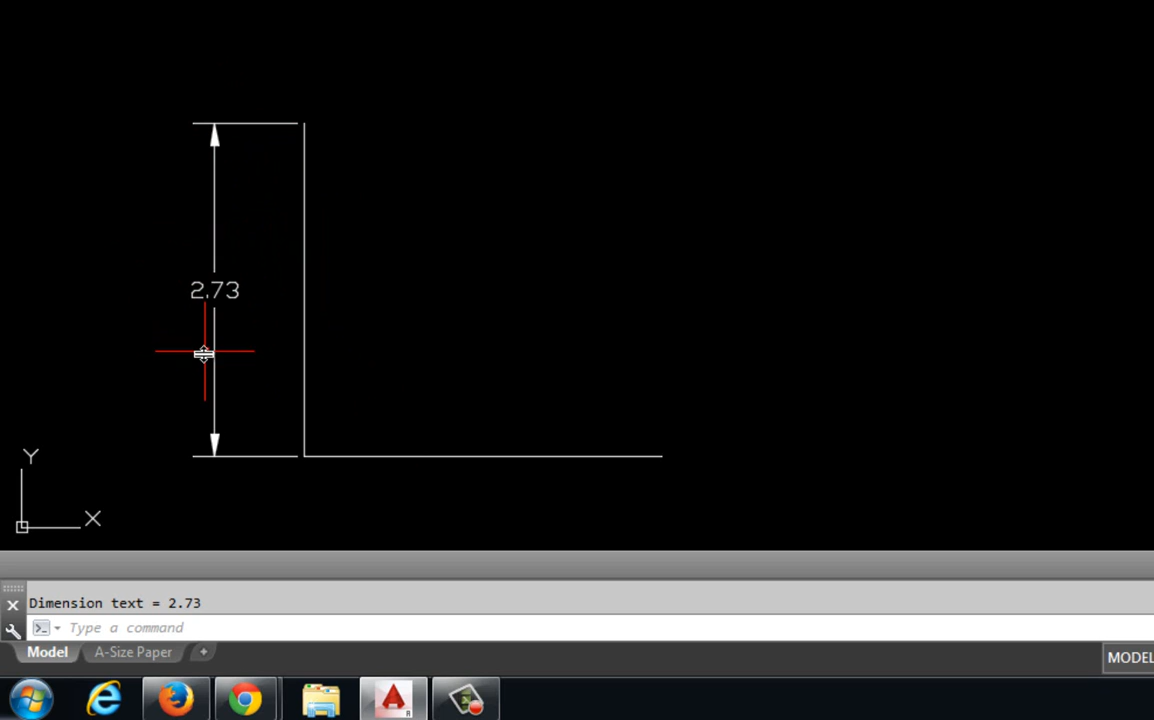 2.73
Y
X
Dimension text = 2.73
Type a command
Model A-Size Paper +
MODEL